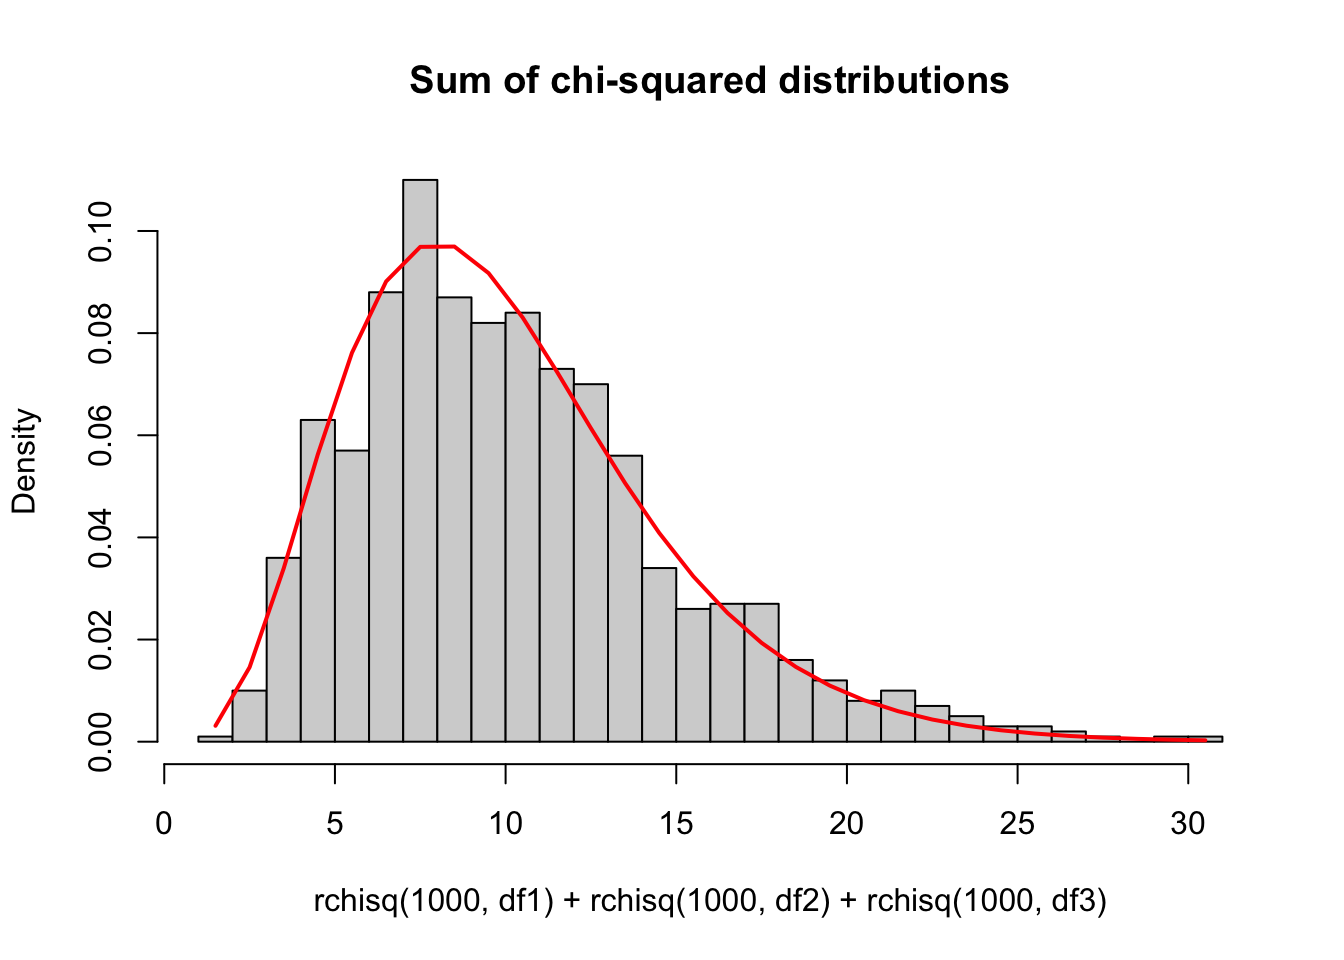 Sum of chi-squared distributions
Density
0.10
0.08
0.06
0.04
0.02
0.00
0 5 10 15 20 25 30
rchisq(1000, df1) + rchisq(1000, df2) + rchisq(1000, df3)